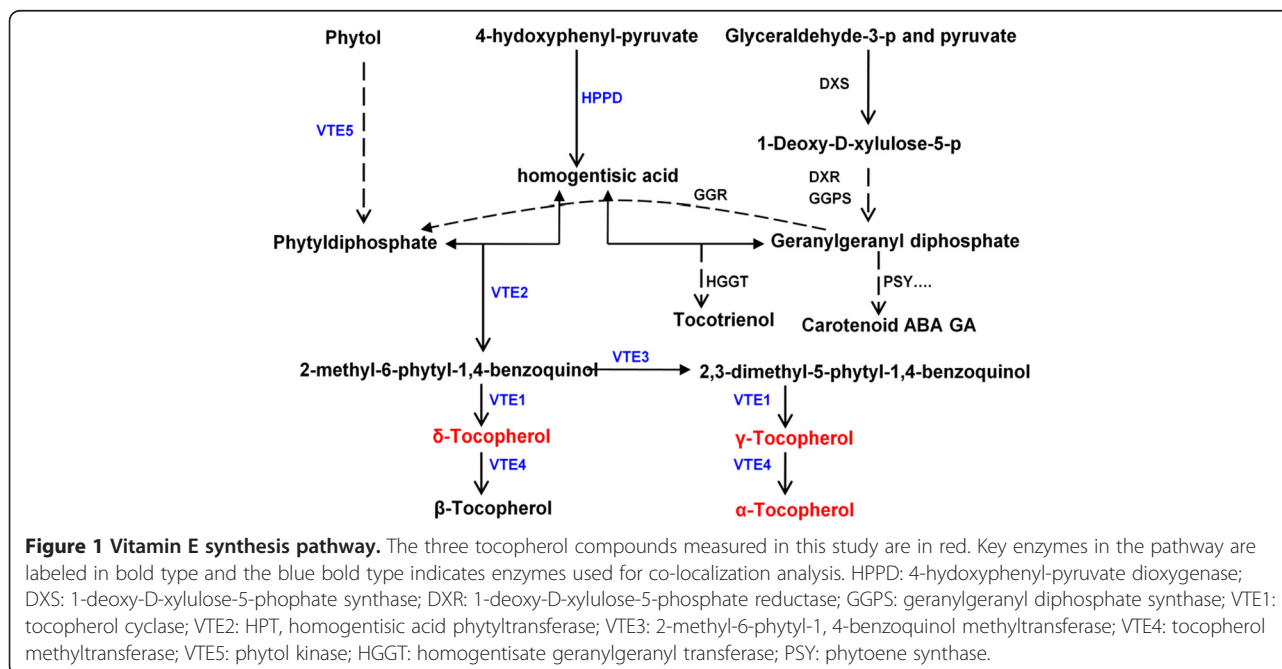 Phytol
4-hydoxyphenyl-pyruvate
Glyceraldehyde-3-p and pyruvate
DXS
HPPD
VTE5
1-Deoxy-D-xylulose-5-p
homogentisic acid
DXR
GGPS
GGR
Phytyldiphosphate
Geranylgeranyl diphosphate
VTE2
HGGT
PSY....
Tocotrienol
Carotenoid ABA GA
2-methyl-6-phytyl-1,4-benzoquinol
VTE3
2,3-dimethyl-5-phytyl-1,4-benzoquinol
VTE1
VTE1
δ-Tocopherol
γ-Tocopherol
VTE4
VTE4
β-Tocopherol
α-Tocopherol
Figure 1 Vitamin E synthesis pathway. The three tocopherol compounds measured in this study are in red. Key enzymes in the pathway are
labeled in bold type and the blue bold type indicates enzymes used for co-localization analysis. HPPD: 4-hydoxyphenyl-pyruvate dioxygenase;
DXS: 1-deoxy-D-xylulose-5-phophate synthase; DXR: 1-deoxy-D-xylulose-5-phosphate reductase; GGPS: geranylgeranyl diphosphate synthase; VTE1:
tocopherol cyclase; VTE2: HPT, homogentisic acid phytyltransferase; VTE3: 2-methyl-6-phytyl-1, 4-benzoquinol methyltransferase; VTE4: tocopherol
methyltransferase; VTE5: phytol kinase; HGGT: homogentisate geranylgeranyl transferase; PSY: phytoene synthase.